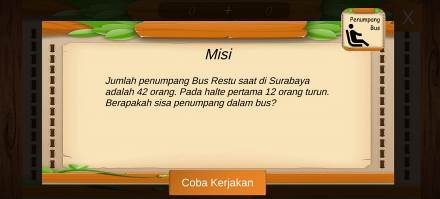 Penumpang
Bus
X
Misi
Jumlah penumpang Bus Restu saat di Surabaya
adalah 42 orang. Pada halte pertama 12 orang turun.
Berapakah sisa penumpang dalam bus?
Coba Kerjakan